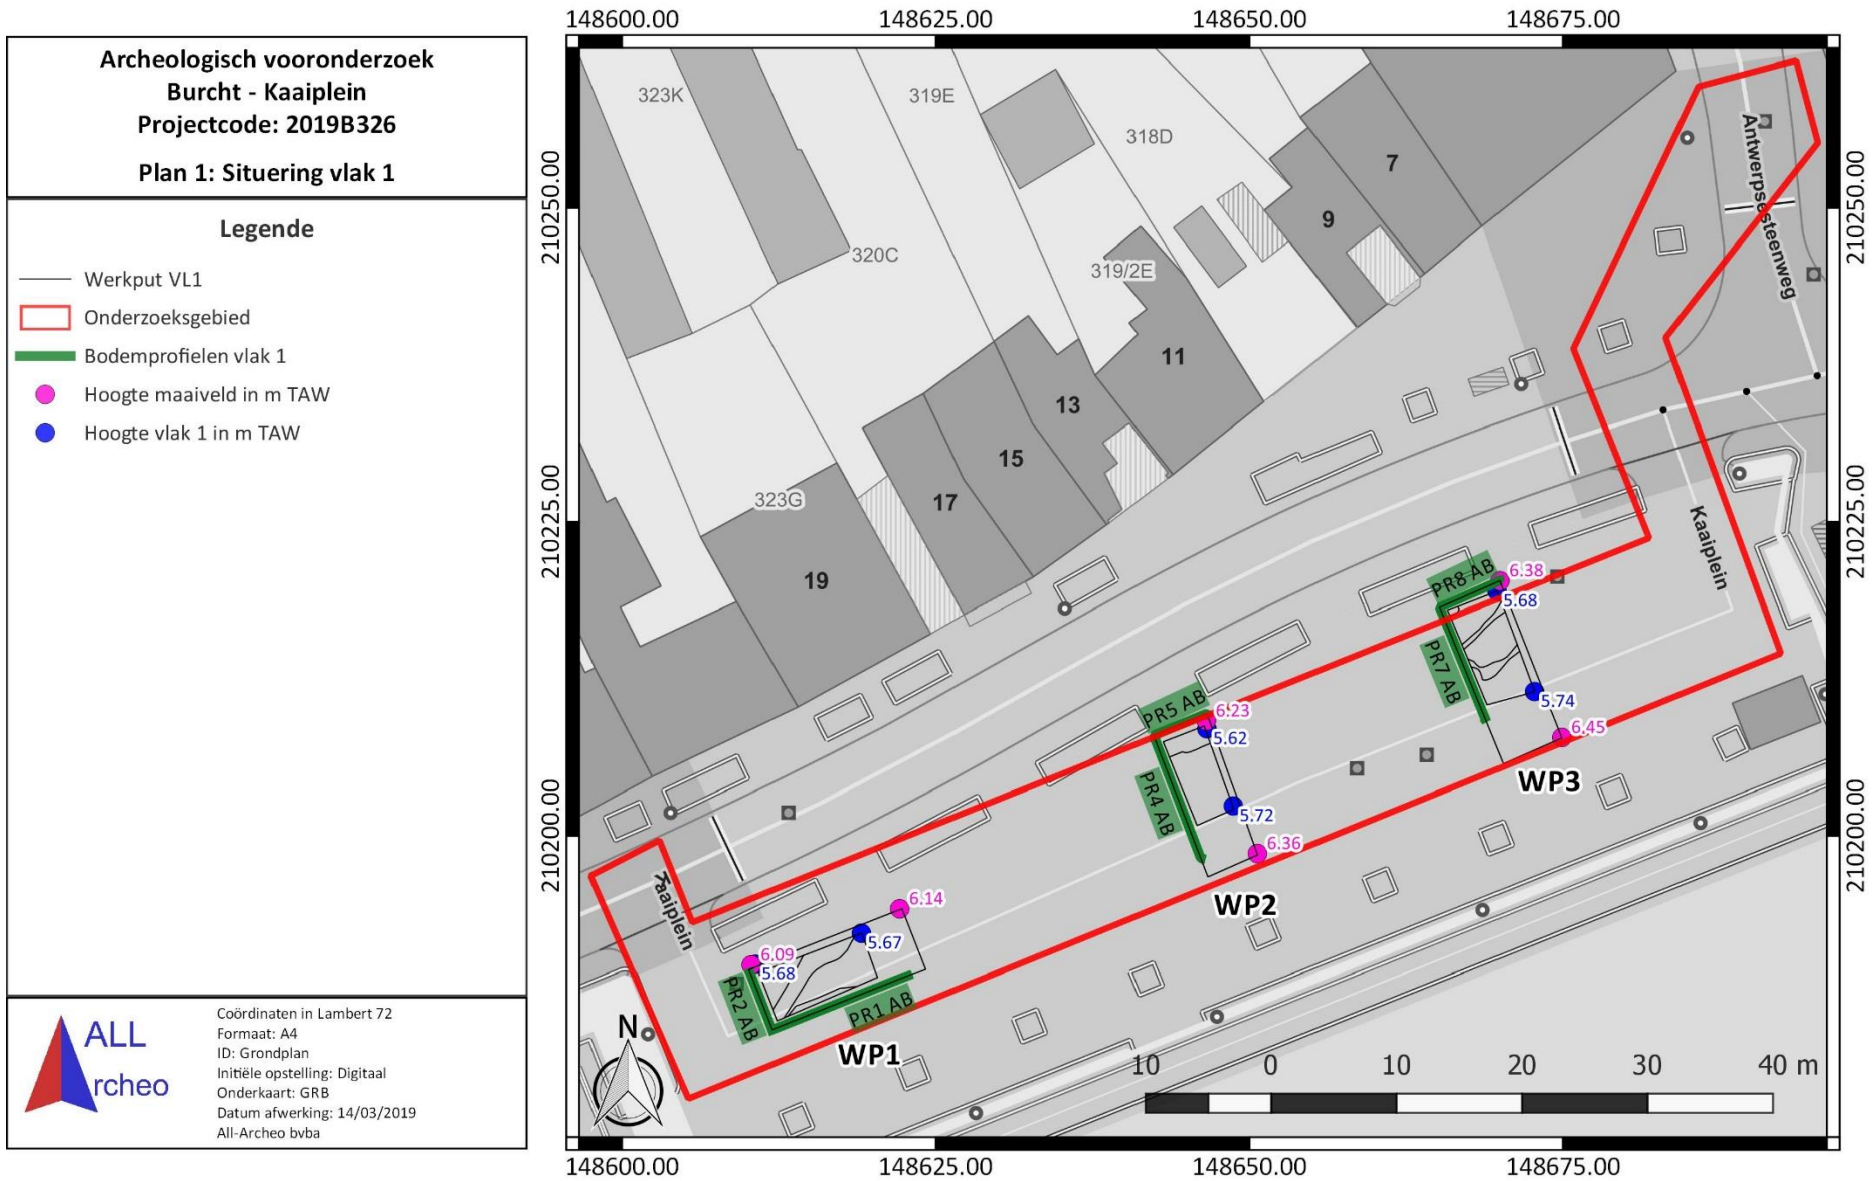 Archeologisch vooronderzoek
Burcht - Kaaiplein
Projectcode: 2019B326
Plan 1: Situering vlak 1
Legende
Werkput VL1
Onderzoeksgebied
Bodemprofielen vlak 1
Hoogte maaiveld in m TAW
Hoogte vlak 1 in m TAW
ALL
rcheo
Coördinaten in Lambert 72
Formaat: A4
ID: Grondplan
Initiële opstelling: Digitaal
Onderkaart: GRB
Datum afwerking: 14/03/2019
All-Archeo bvba
148600.00 148625.00 148650.00 148675.00
210250.00
210225.00
210200.00
210250.00
210225.00
210200.00
323K
319E
318D
7
9
320C
319/2E
11
13
15
17
323G
19
Antwerpsesteenweg
Kaaiplein
Kaaiplein
PR8 AB
6.38
5.68
PR7 AB
5.74
6.45
WP3
PR5 AB
6.23
5.62
PR4 AB
5.72
6.36
WP2
6.14
5.67
6.09
5.68
PR2 AB
PR1 AB
WP1
N
10 0 10 20 30 40 m
148600.00 148625.00 148650.00 148675.00